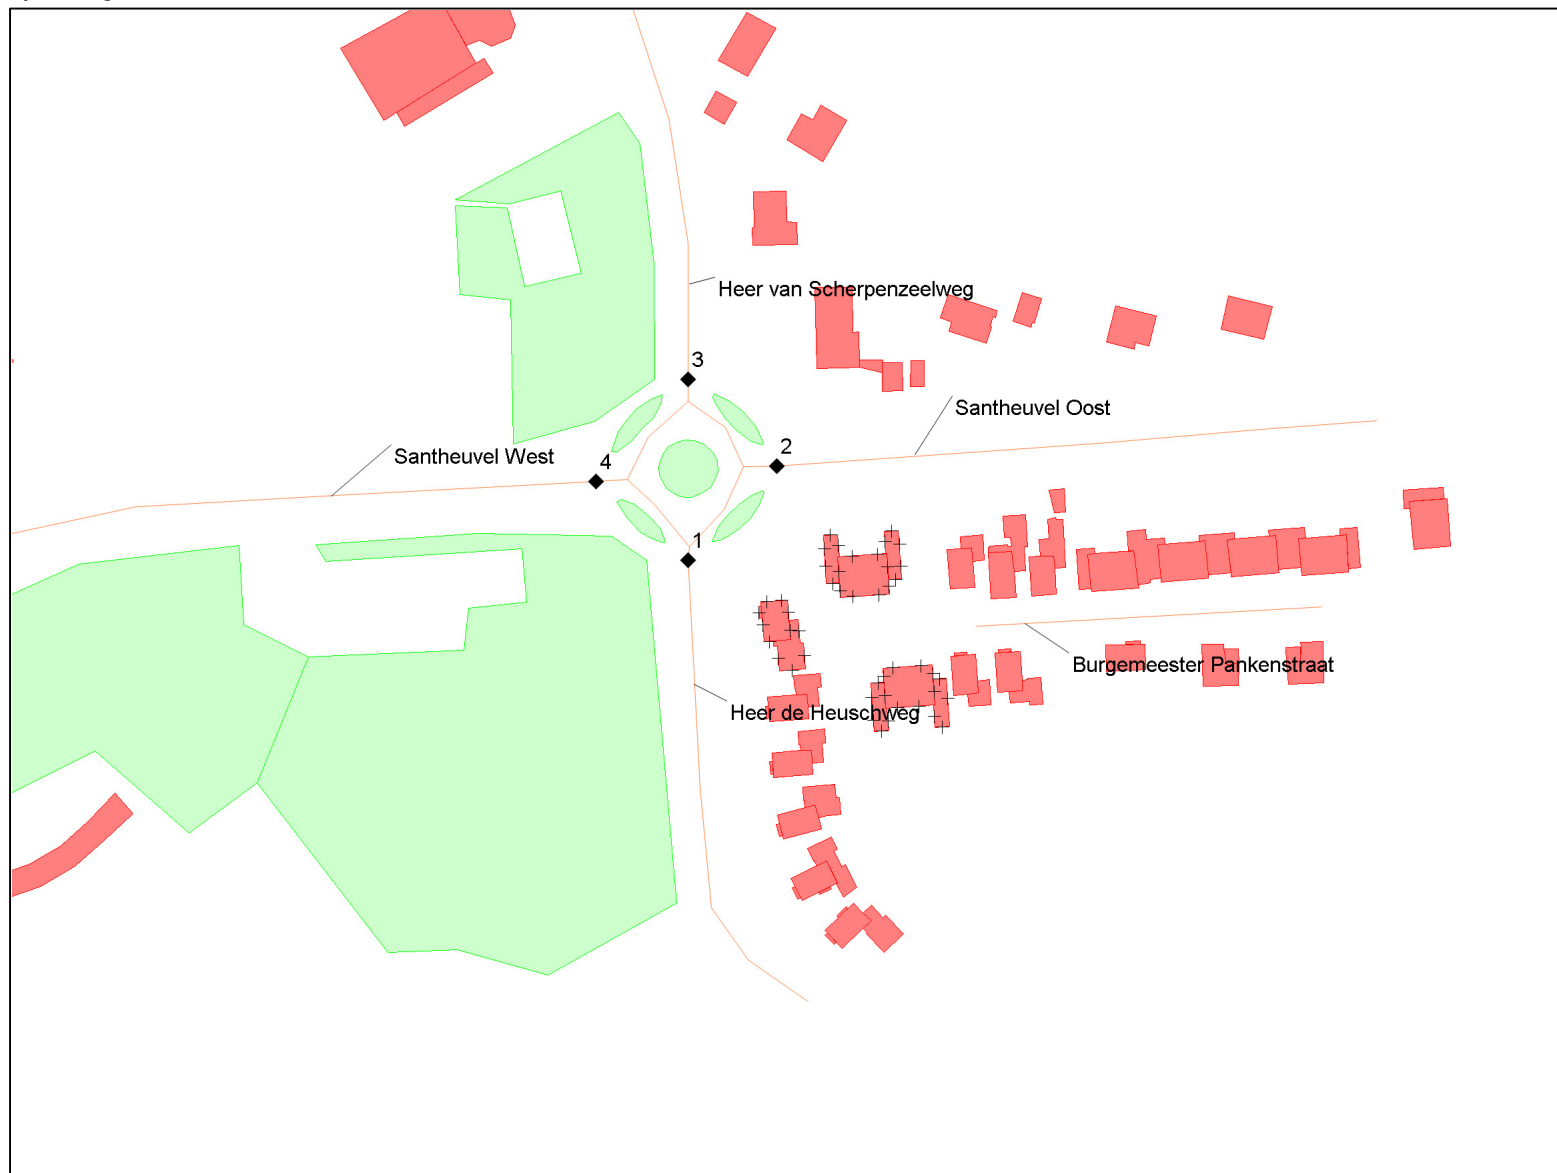 Heer van Scherpenzeelweg
3
Santheuvel Oost
2
Santheuvel West
4
1
Burgemeester Pankenstraat
Heer de Heuschweg